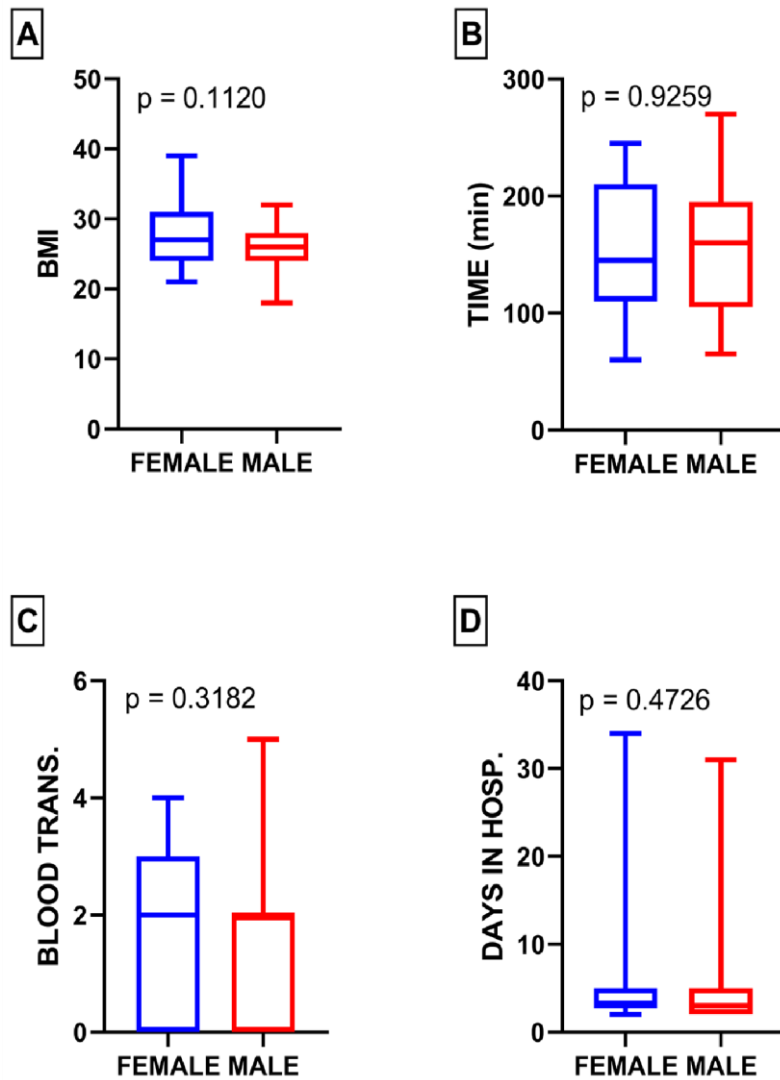 A
BMI
50
40
30
20
10
0
p = 0.1120
FEMALE MALE
B
TIME (min)
300
200
100
0
p = 0.9259
FEMALE MALE
C
BLOOD TRANS.
6
4
2
0
p = 0.3182
FEMALE MALE
D
DAYS IN HOSP.
40
30
20
10
0
p = 0.4726
FEMALE MALE